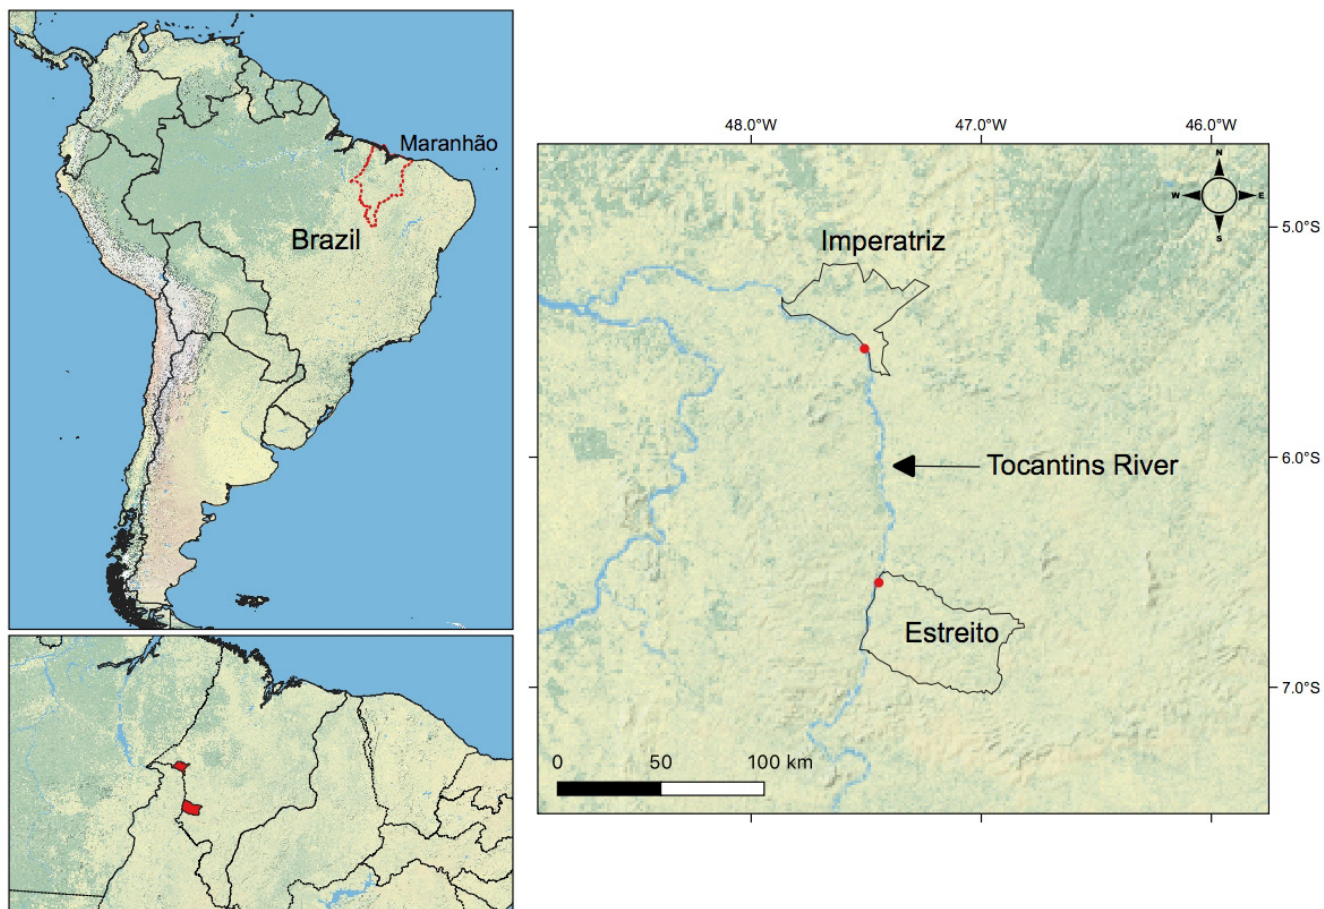 Maranhão
Brazil
48.0°W
47.0°W
46.0°W
N
W
E
S
5.0°S
Imperatriz
6.0°S
Tocantins River
Estreito
7.0°S
0 50 100 km